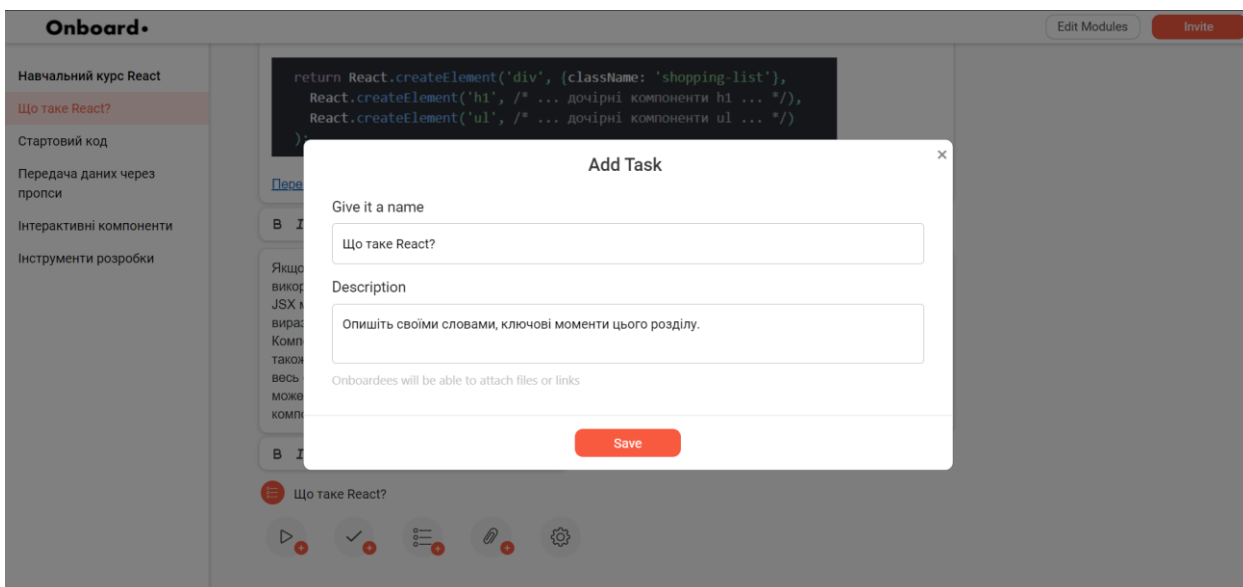 Onboard•
Edit Modules
Invite
Навчальний курс React
Що таке React?
Стартовий код
Передача даних через
пропси
Інтерактивні компоненти
Інструменти розробки
return React.createElement('div', {className: 'shopping-list'},
React.createElement('h1', /* ... дочірні компоненти h1 ... */),
React.createElement('ul', /* ... дочірні компоненти ul ... */)
);
B I
JSX
B I
Що таке React?
Add Task
×
Give it a name
Що таке React?
Description
Опишіть своїми словами, ключові моменти цього розділу.
Onboardees will be able to attach files or links
Save